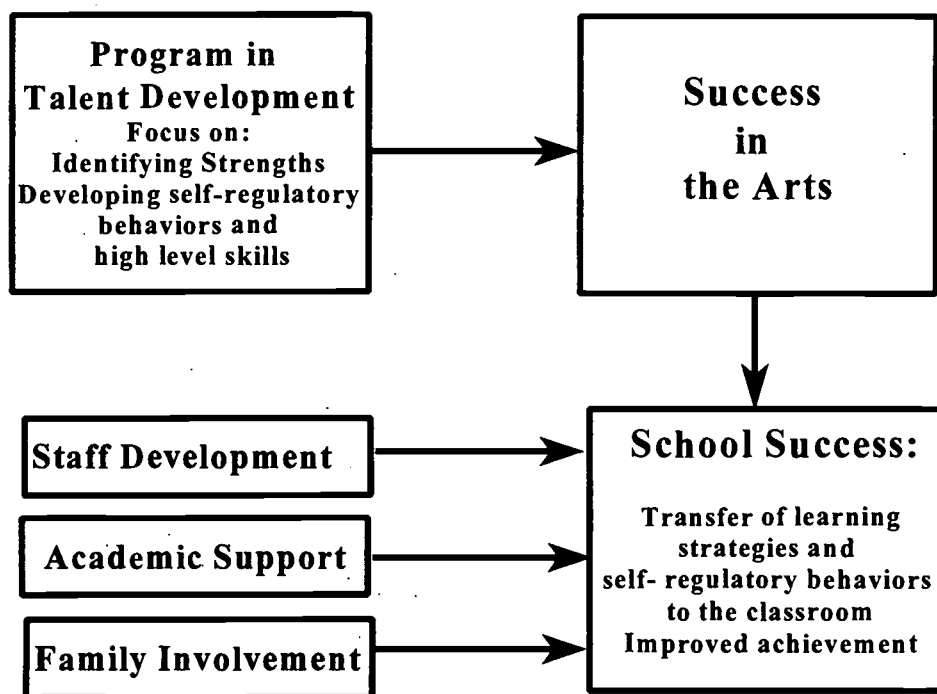 Program in
Talent Development
Focus on:
Identifying Strengths
Developing self-regulatory
behaviors and
high level skills
Success
in
the Arts
Staff Development
Academic Support
Family Involvement
School Success:
Transfer of learning
strategies and
self- regulatory behaviors
to the classroom
Improved achievement